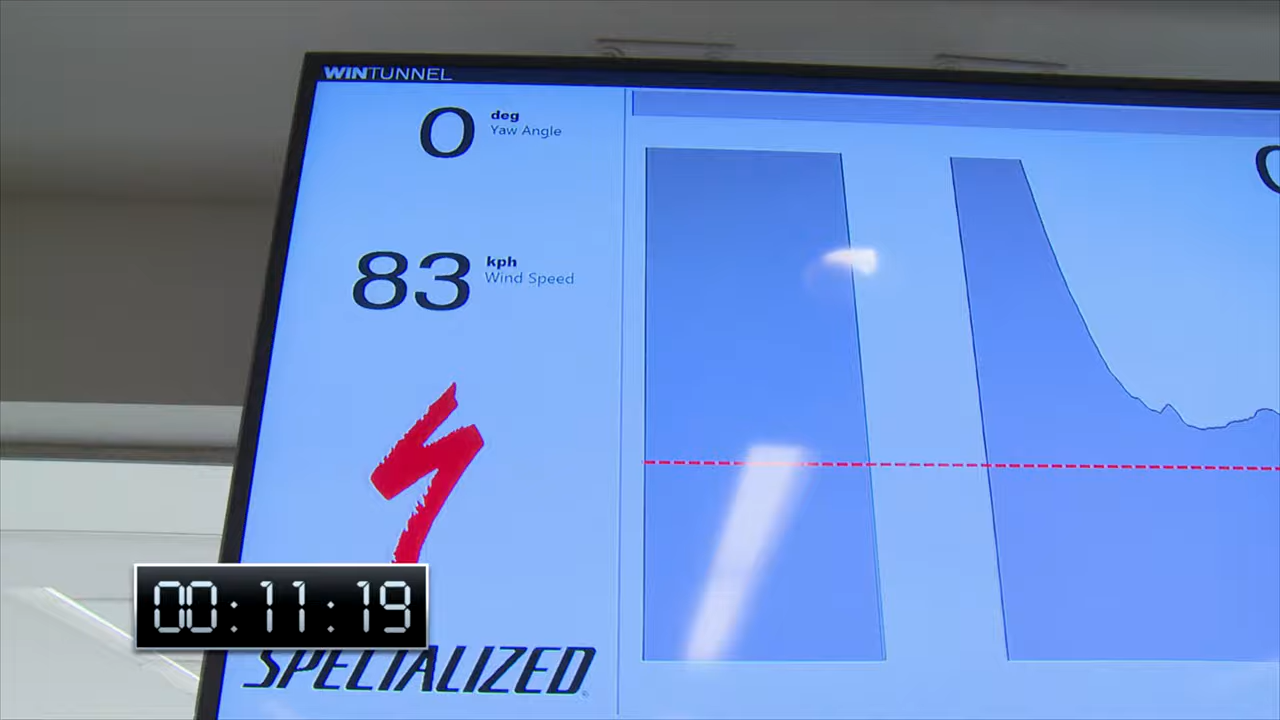 WINTUNNEL
0 deg
Yaw Angle
83 kph
Wind Speed
00:11:19
SPECIALIZED